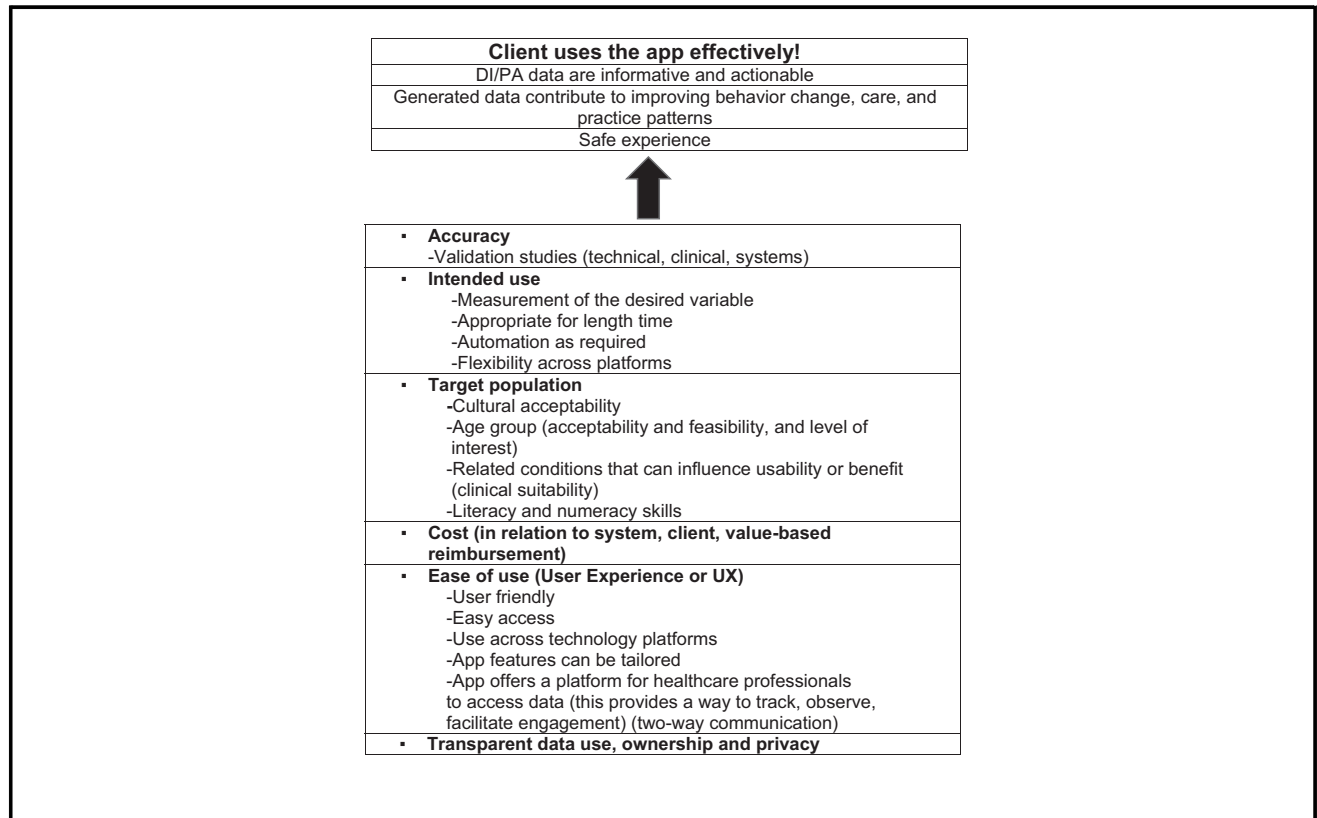 Client uses the app effectively!
DI/PA data are informative and actionable
Generated data contribute to improving behavior change, care, and
practice patterns
Safe experience
▪ Accuracy
-Validation studies (technical, clinical, systems)
▪ Intended use
-Measurement of the desired variable
-Appropriate for length time
-Automation as required
-Flexibility across platforms
▪ Target population
-Cultural acceptability
-Age group (acceptability and feasibility, and level of
interest)
-Related conditions that can influence usability or benefit
(clinical suitability)
-Literacy and numeracy skills
▪ Cost (in relation to system, client, value-based
reimbursement)
▪ Ease of use (User Experience or UX)
-User friendly
-Easy access
-Use across technology platforms
-App features can be tailored
-App offers a platform for healthcare professionals
to access data (this provides a way to track, observe,
facilitate engagement) (two-way communication)
▪ Transparent data use, ownership and privacy